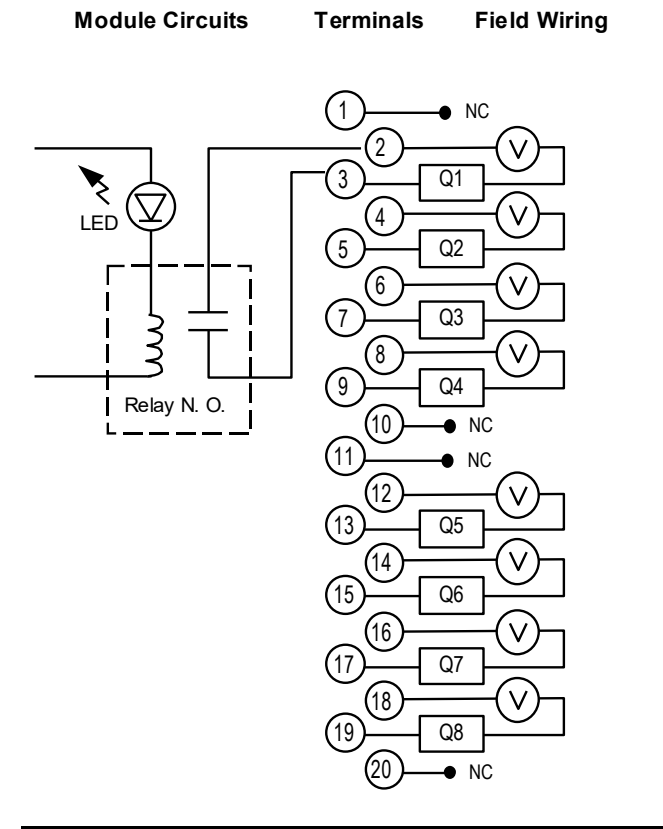 Module Circuits Terminals Field Wiring
1 NC
2 V
3 Q1
LED
4 V
5 Q2
6 V
7 Q3
8 V
9 Q4
Relay N. O.
10 NC
11 NC
12 V
13 Q5
14 V
15 Q6
16 V
17 Q7
18 V
19 Q8
20 NC